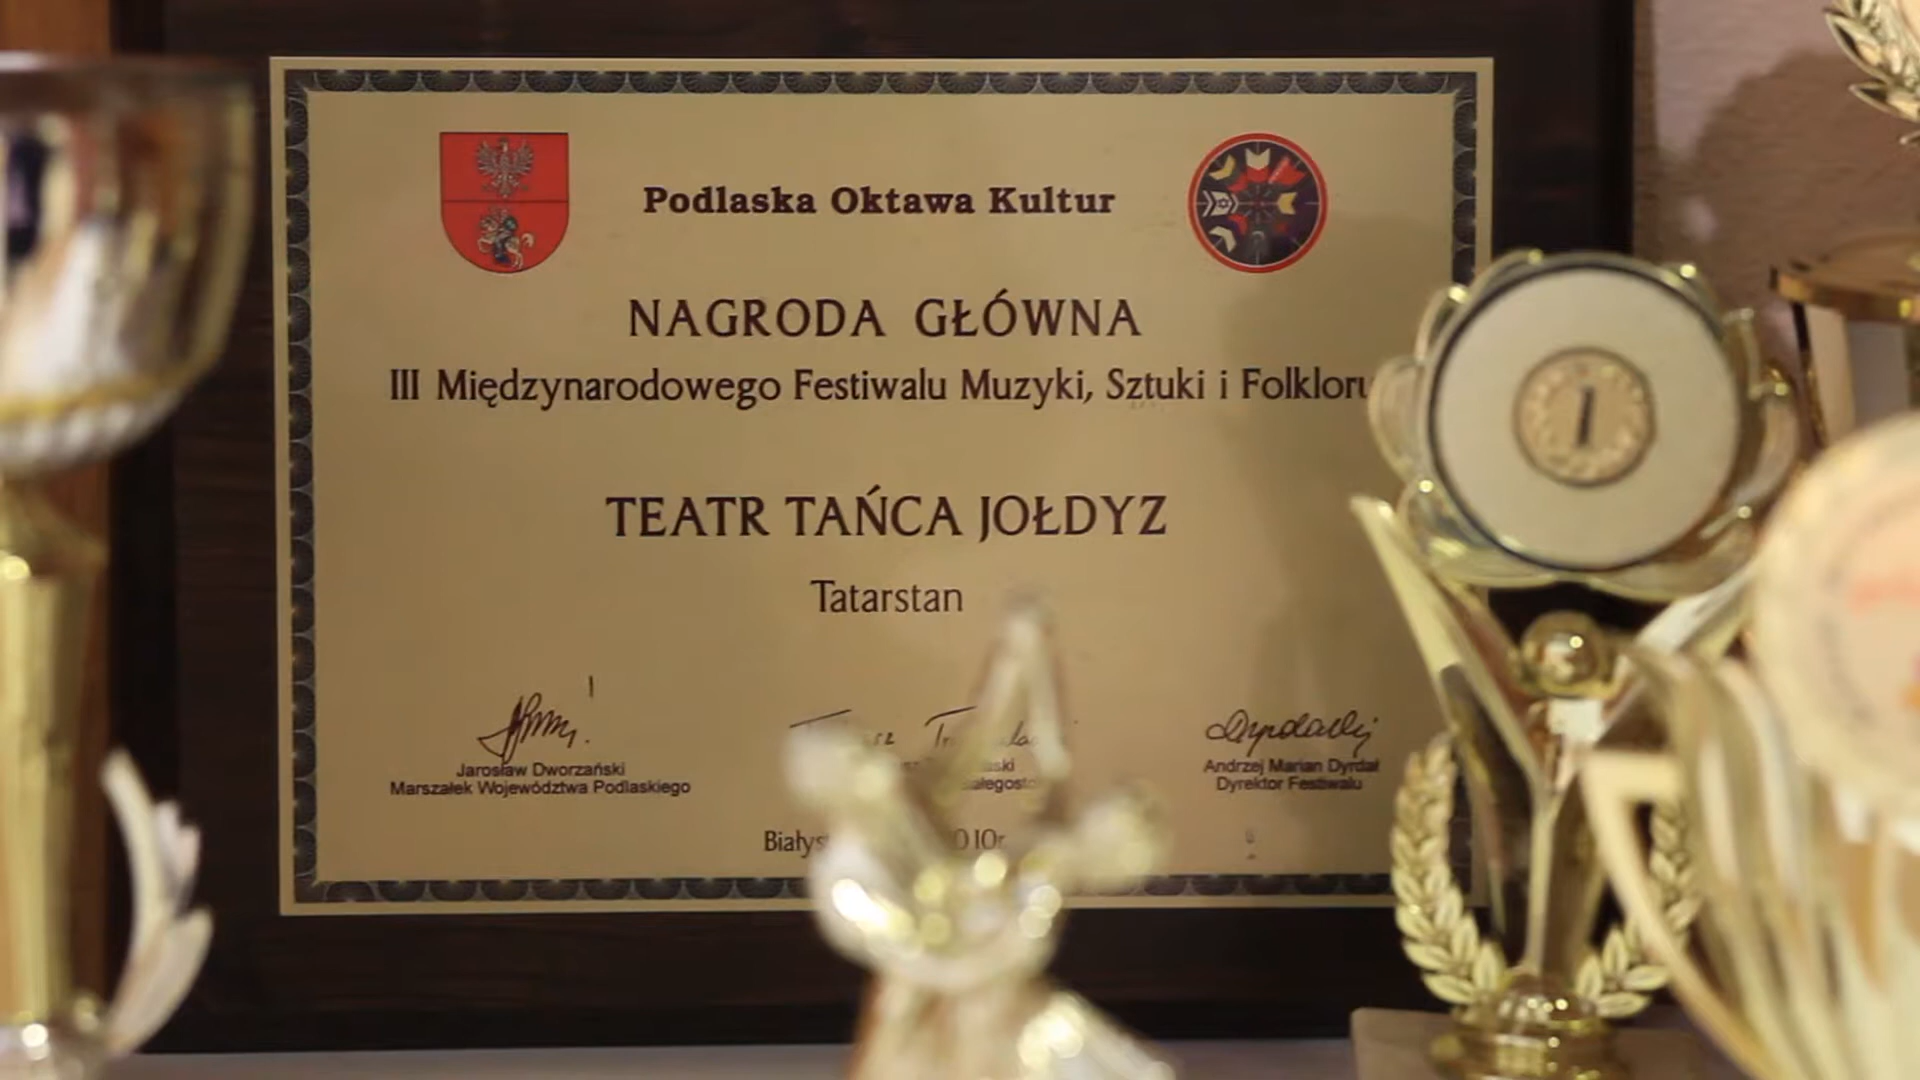 Podlaska Oktawa Kultur
NAGRODA GŁÓWNA
III Międzynarodowego Festiwalu Muzyki, Sztuki i Folkloru
TEATR TAŃCA JOŁDYZ
Tatarstan
Jarosław Dworzański
Marszałek Województwa Podlaskiego
Andrzej Marian Dyrdał
Dyrektor Festiwalu
1